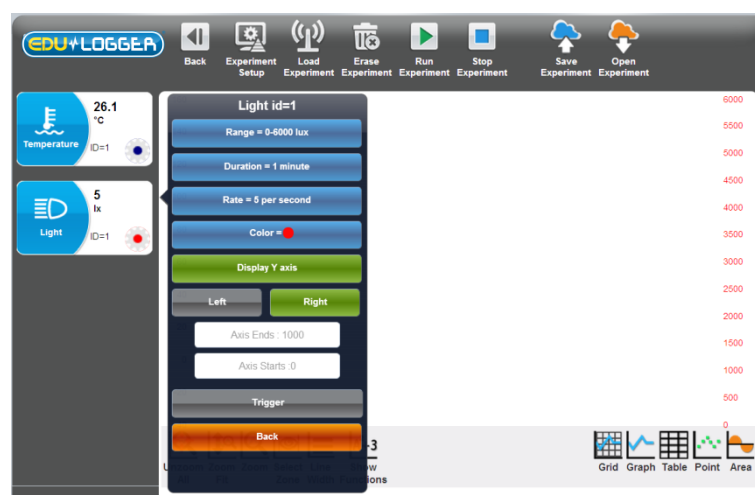 EDU LOGGER
Back
Experiment Setup
Load Experiment
Erase Experiment
Run Experiment
Stop Experiment
Save Experiment
Open Experiment
Temperature
26.1
°C
ID=1
Light
5
lx
ID=1
Light id=1
Range = 0-6000 lux
Duration = 1 minute
Rate = 5 per second
Color =
Display Y axis
Left
Right
Axis Ends : 1000
Axis Starts :0
Trigger
Back
6000
5500
5000
4500
4000
3500
3000
2500
2000
1500
1000
500
0
Grid
Graph
Table
Point
Area